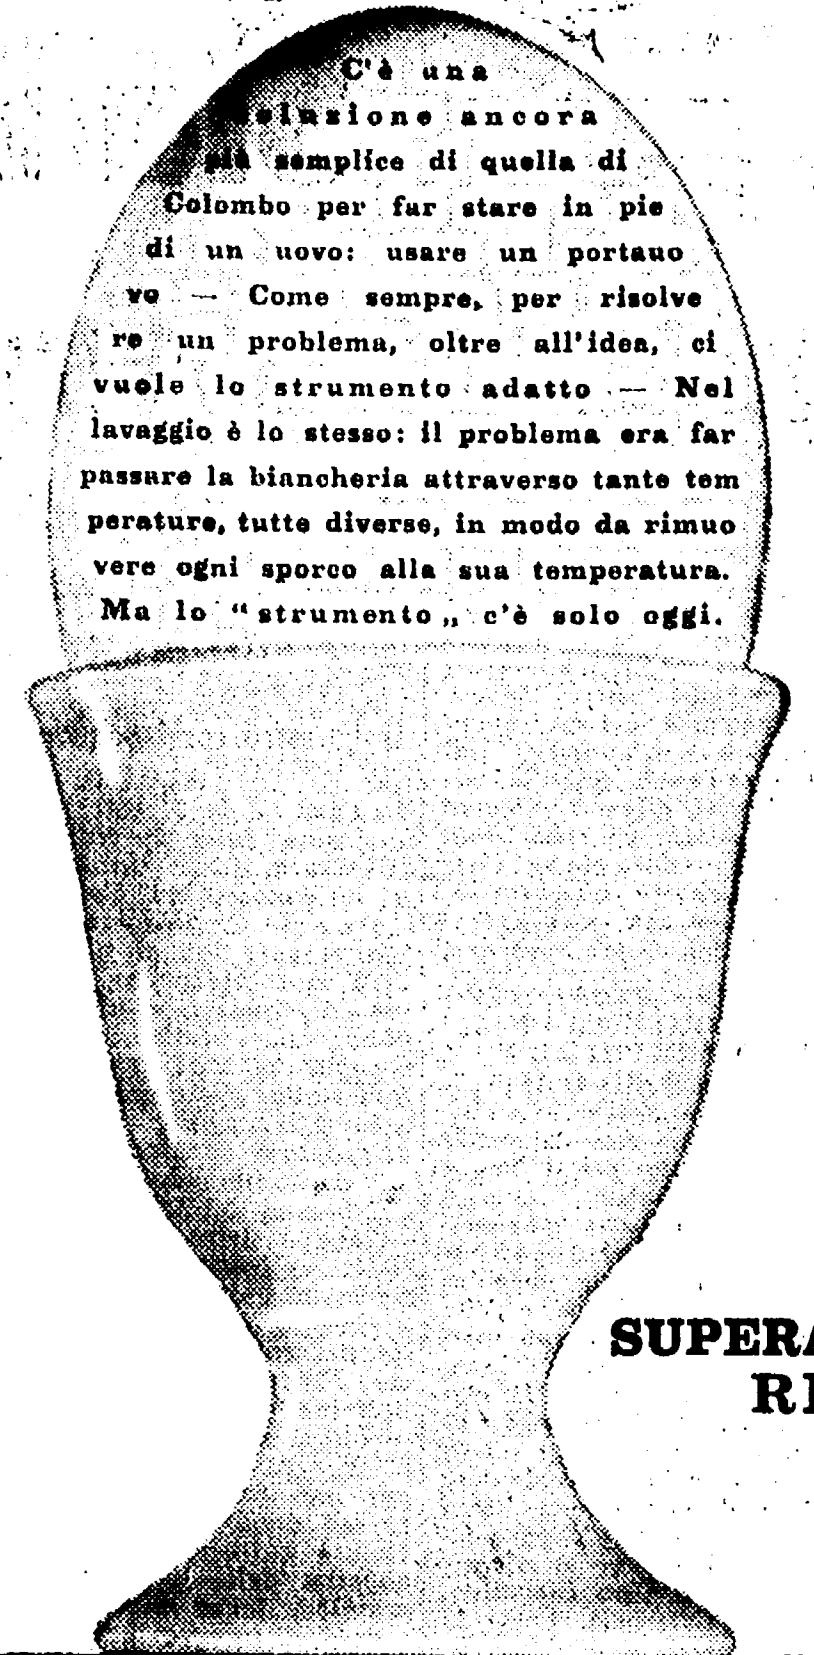 C'è una
soluzione ancora
più semplice di quella di
Colombo per far stare in pie
di un uovo: usare un portauo
vo — Come sempre, per risolve
re un problema, oltre all'idea, ci
vuole lo strumento adatto — Nel
lavaggio è lo stesso: il problema era far
passare la biancheria attraverso tante tem
perature, tutte diverse, in modo da rimuo
vere ogni sporco alla sua temperatura.
Ma lo “strumento„ c'è solo oggi.
SUPERA
RI